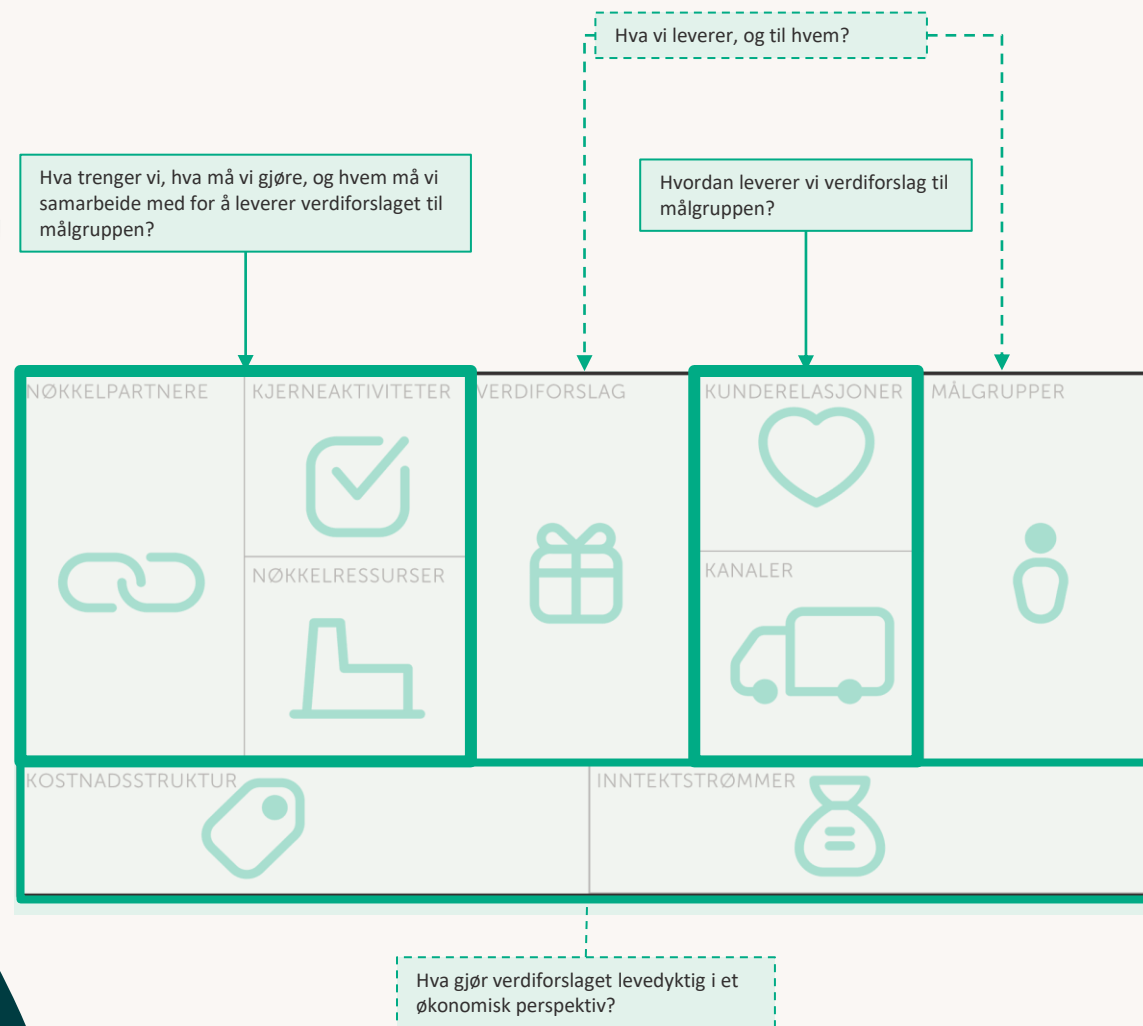 Hva vi leverer, og til hvem?
Hva trenger vi, hva må vi gjøre, og hvem må vi
samarbeide med for å leverer verdiforslaget til
målgruppen?
Hvordan leverer vi verdiforslag til
målgruppen?
NØKKELPARTNERE
KJERNEAKTIVITETER
VERDIFORSLAG
KUNDERELASJONER
MÅLGRUPPER
NØKKELRESSURSER
KANALER
KOSTNADSSTRUKTUR
INNTEKTSTRØMMER
Hva gjør verdiforslaget levedyktig i et
økonomisk perspektiv?